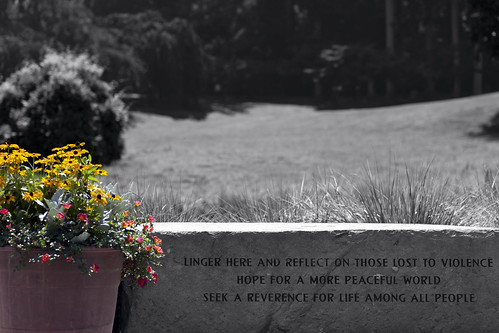 LINGER HERE AND REFLECT ON THOSE LOST TO VIOLENCE
HOPE FOR A MORE PEACEFUL WORLD
SEEK A REVERENCE FOR LIFE AMONG ALL PEOPLE